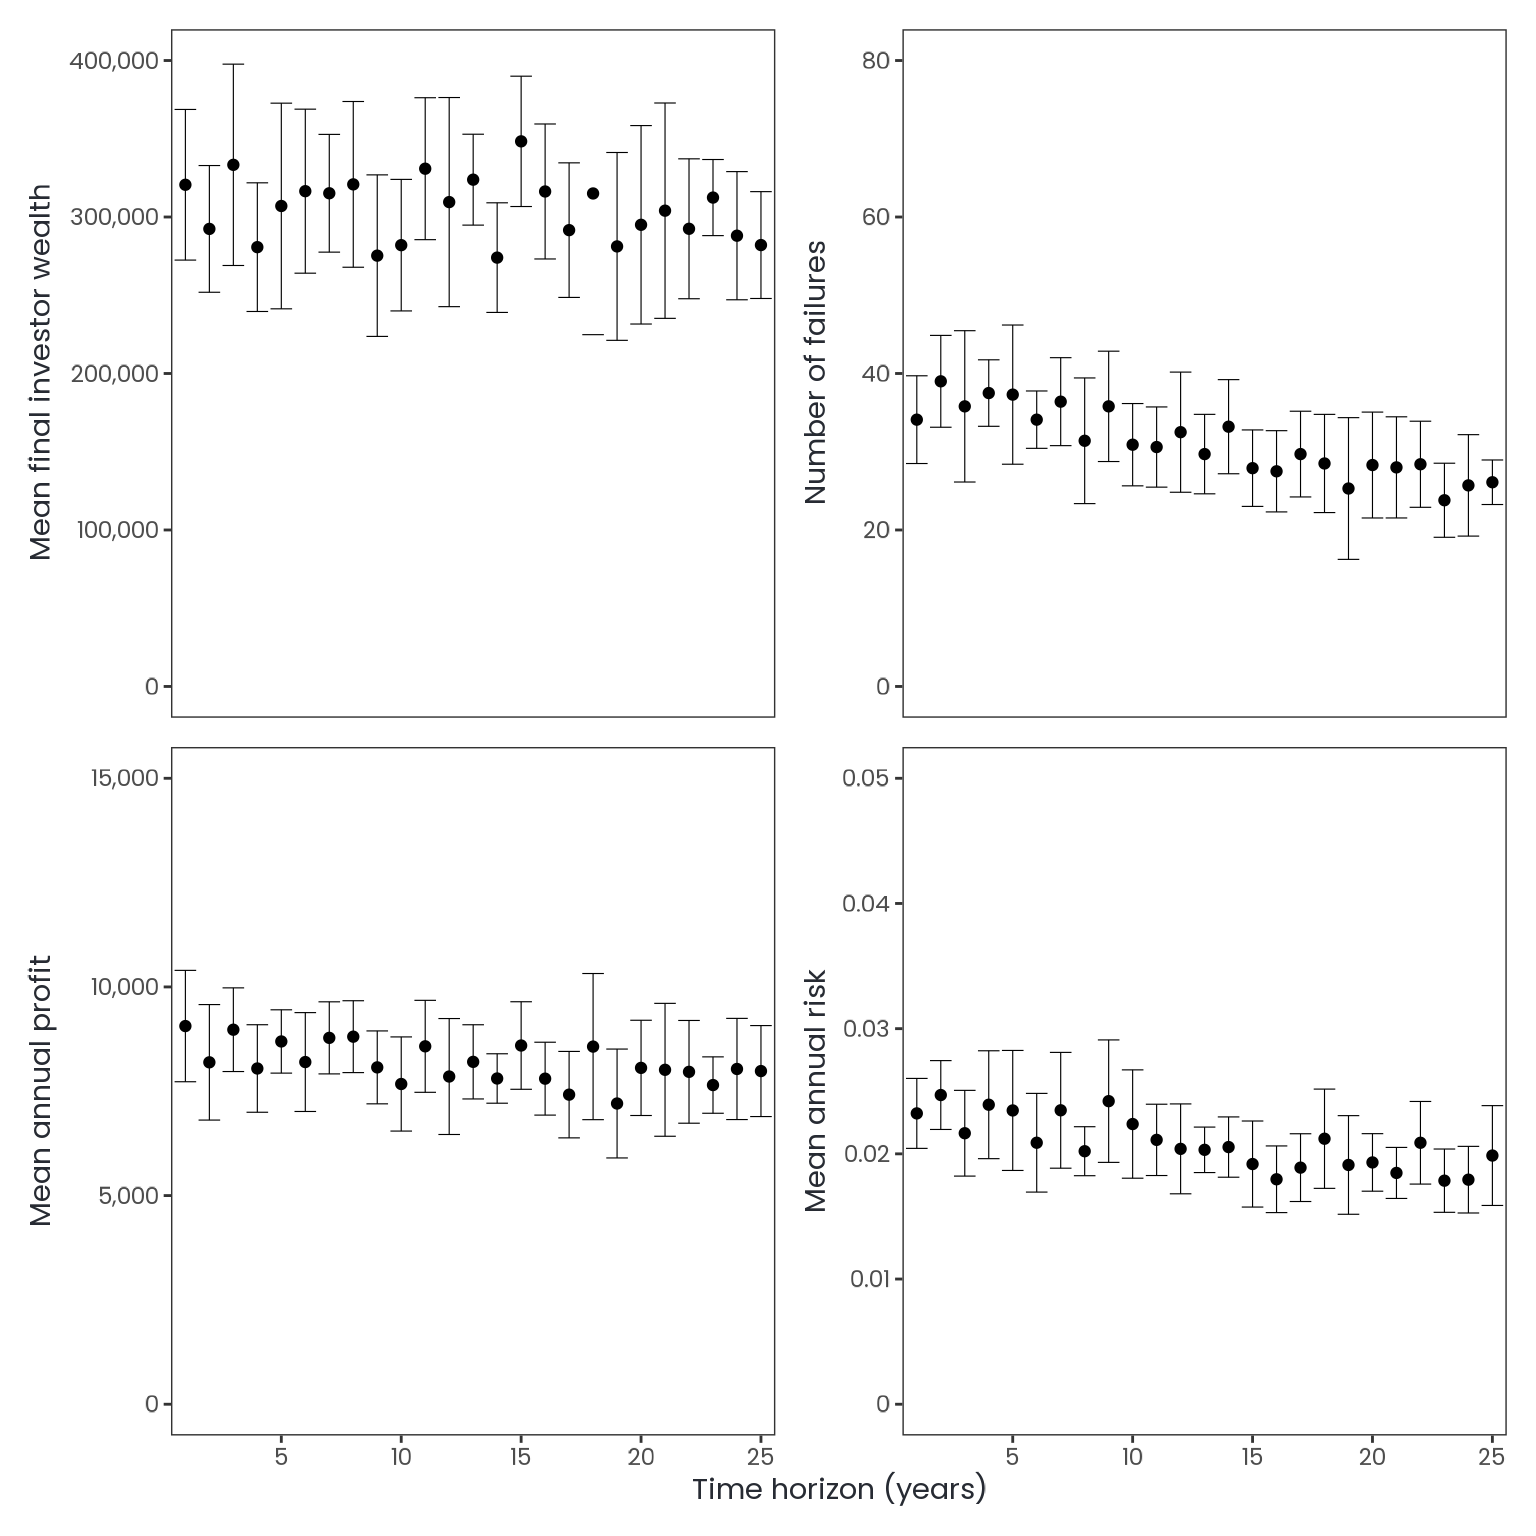 Mean final investor wealth
400,000
300,000
200,000
100,000
0
Number of failures
80
60
40
20
0
Mean annual profit
15,000
10,000
5,000
0
5 10 15 20 25
Mean annual risk
0.05
0.04
0.03
0.02
0.01
0
5 10 15 20 25
Time horizon (years)